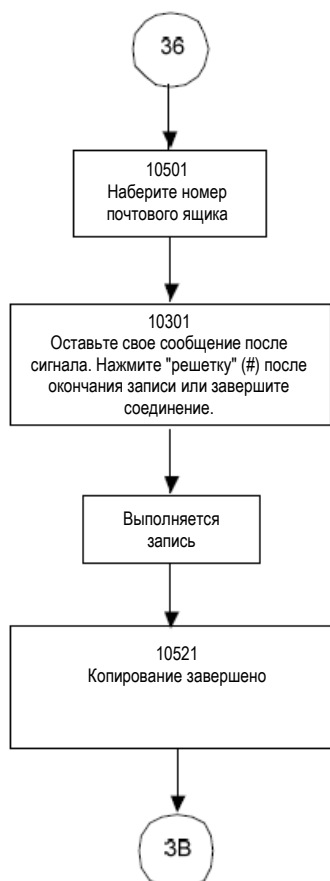 36
10501
Наберите номер
почтового ящика
10301
Оставьте свое сообщение после
сигнала. Нажмите "решетку" (#) после
окончания записи или завершите
соединение.
Выполняется
запись
10521
Копирование завершено
3B